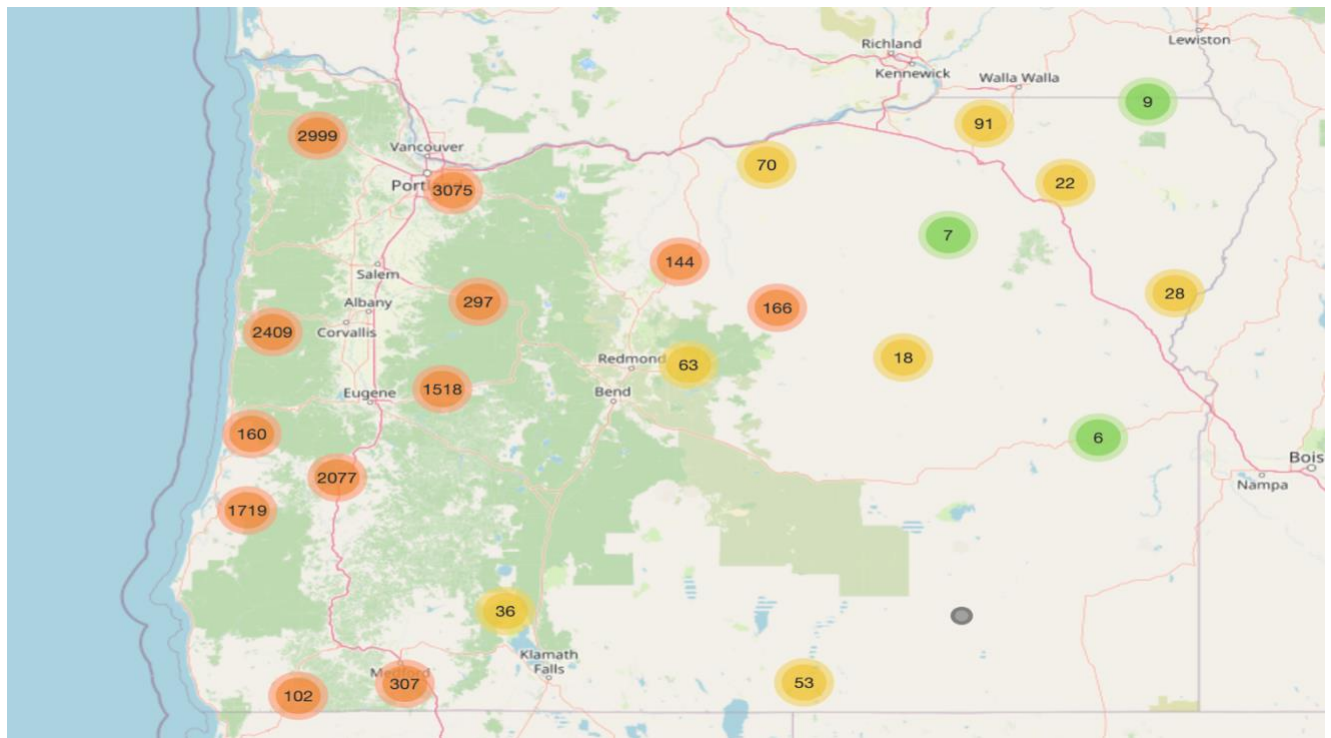 Lewiston
Richland
Kennewick
Walla Walla
9
91
2999
Vancouver
70
Portland
3075
22
7
144
Salem
297
166
28
Albany
2409
Corvallis
Redmond
63
18
1518
Eugene
Bend
160
6
Bois
2077
Nampa
1719
36
Klamath
Falls
Medford
307
53
102